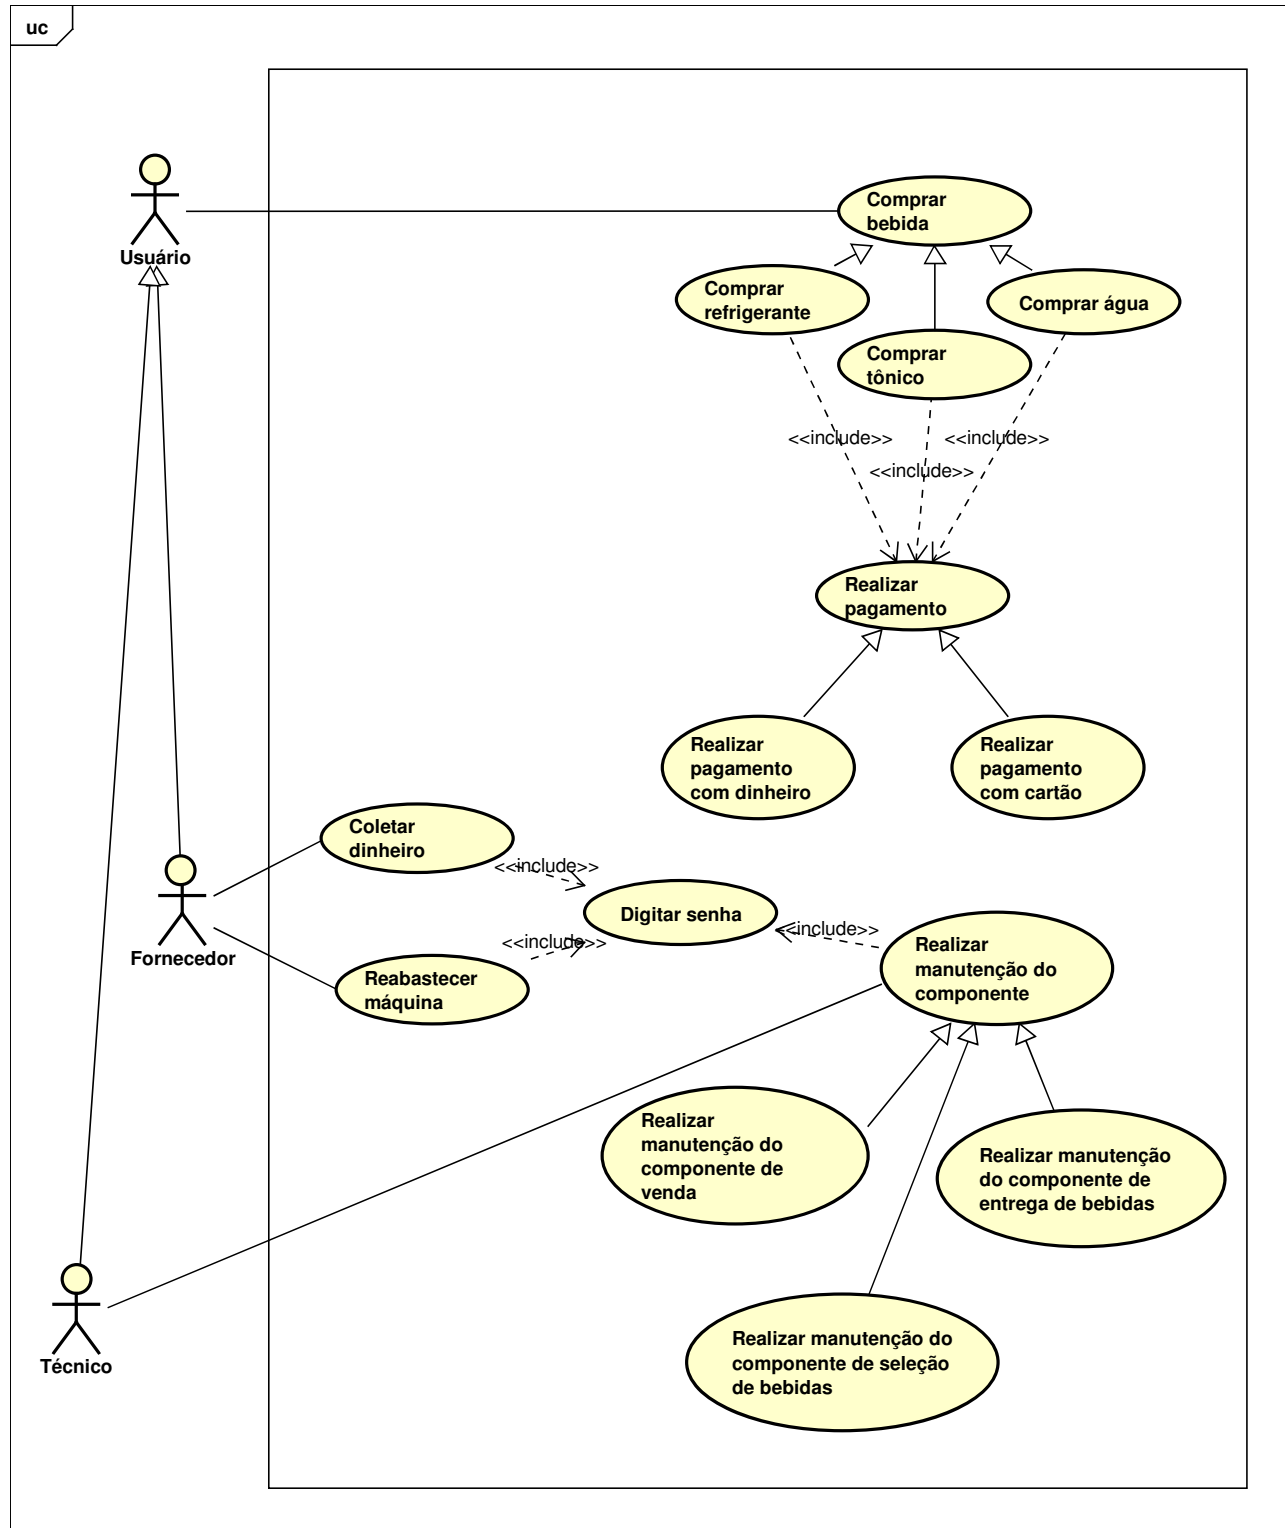 uc
Usuário
Comprar
bebida
Comprar
refrigerante
Comprar água
Comprar
tônico
<<include>>
<<include>>
<<include>>
Realizar
pagamento
Realizar
pagamento
com dinheiro
Realizar
pagamento
com cartão
Coletar
dinheiro
<<include>>
Digitar senha
Fornecedor
<<include>>
<<include>>
Realizar
manutenção do
componente
Reabastecer
máquina
Realizar
manutenção do
componente de
venda
Realizar manutenção
do componente de
entrega de bebidas
Técnico
Realizar manutenção do
componente de seleção
de bebidas